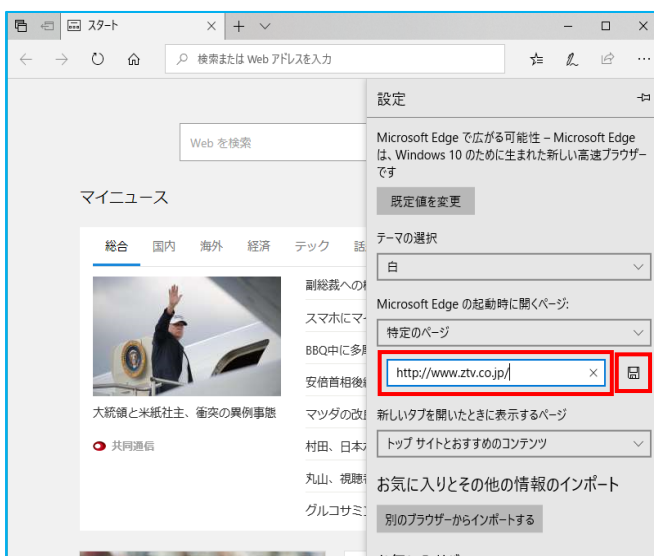 スタート
検索または Web アドレスを入力
Web を検索
マイニュース
総合 国内 海外 経済 テック 話
副総裁への
スマホにマイ
BBQ中に多
安倍首相後
マツダの改
村田、日本
丸山、視聴
グルコサミ
大統領と米紙社主、衝突の異例事態
共同通信
設定
Microsoft Edge で広がる可能性 – Microsoft Edge
は、Windows 10 のために生まれた新しい高速ブラウザー
です
既定値を変更
テーマの選択
白
Microsoft Edge の起動時に開くページ:
特定のページ
http://www.ztv.co.jp/
新しいタブを開いたときに表示するページ
トップ サイトとおすすめのコンテンツ
お気に入りとその他の情報のインポート
別のブラウザーからインポートする